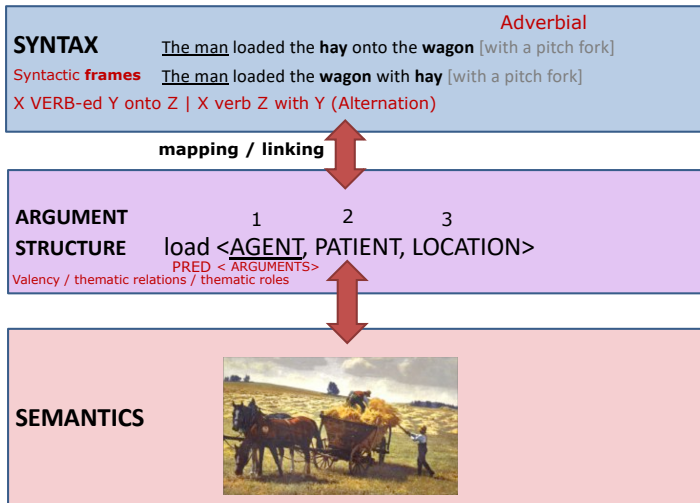 Adverbial
SYNTAX
The man loaded the hay onto the wagon [with a pitch fork]
Syntactic frames
The man loaded the wagon with hay [with a pitch fork]
X VERB-ed Y onto Z | X verb Z with Y (Alternation)
mapping / linking
ARGUMENT
1 2 3
STRUCTURE load <AGENT, PATIENT, LOCATION>
PRED < ARGUMENTS>
Valency / thematic relations / thematic roles
SEMANTICS